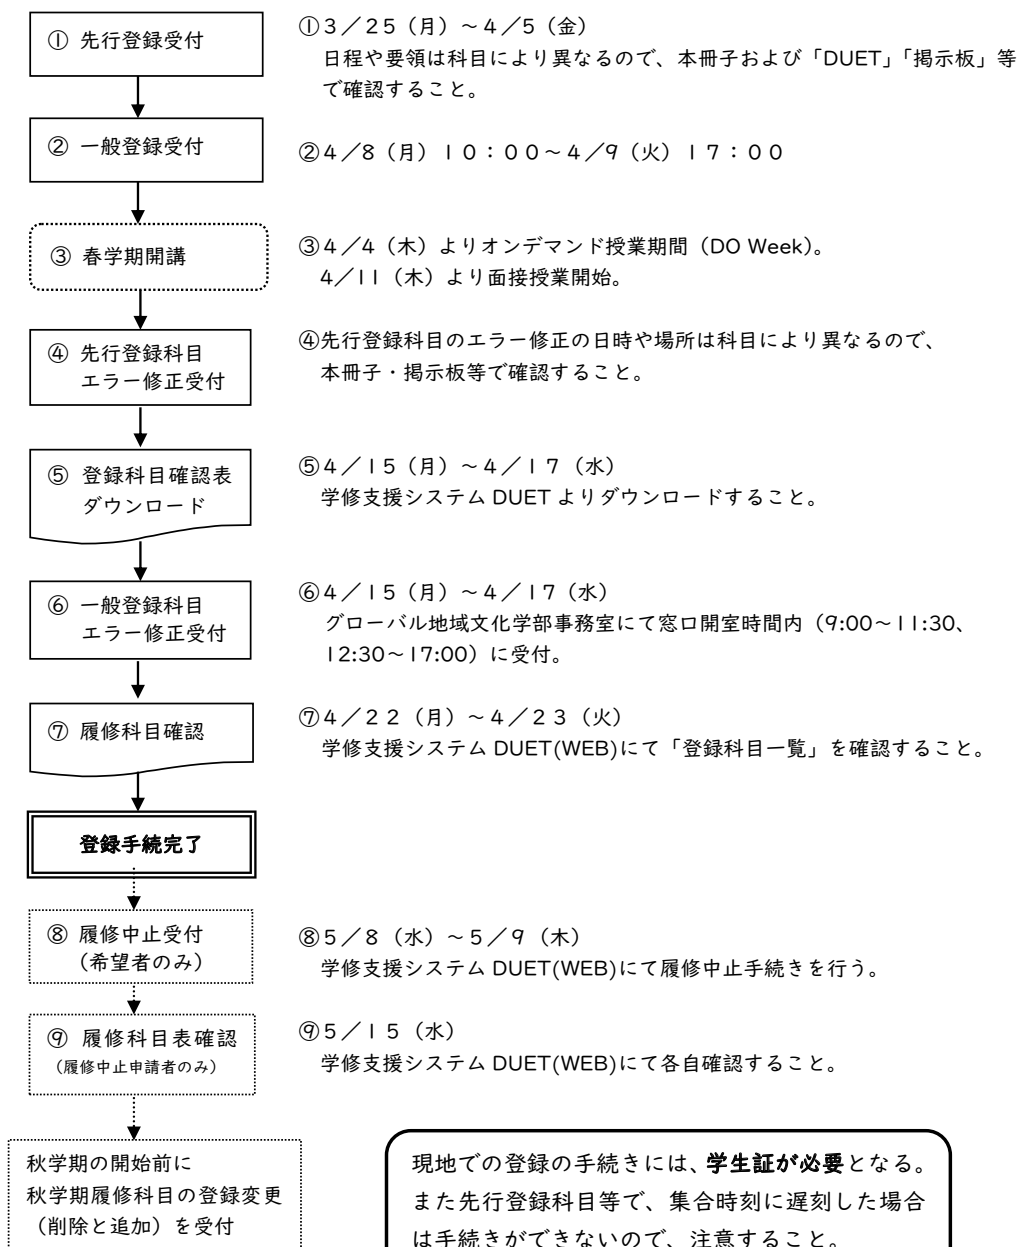 ① 先行登録受付
①3/25(月)~4/5(金)
日程や要領は科目により異なるので、本冊子および「DUET」「掲示板」等
で確認すること。
② 一般登録受付
②4/8(月)10:00~4/9(火)17:00
③ 春学期開講
③4/4(木)よりオンデマンド授業期間(DO Week)。
4/11(木)より面接授業開始。
④ 先行登録科目
エラー修正受付
④先行登録科目のエラー修正の日時や場所は科目により異なるので、
本冊子・掲示板等で確認すること。
⑤ 登録科目確認表
ダウンロード
⑤4/15(月)~4/17(水)
学修支援システム DUET よりダウンロードすること。
⑥ 一般登録科目
エラー修正受付
⑥4/15(月)~4/17(水)
グローバル地域文化学部事務室にて窓口開室時間内(9:00~11:30、
12:30~17:00)に受付。
⑦ 履修科目確認
⑦4/22(月)~4/23(火)
学修支援システム DUET(WEB)にて「登録科目一覧」を確認すること。
登録手続完了
⑧ 履修中止受付
(希望者のみ)
⑧5/8(水)~5/9(木)
学修支援システム DUET(WEB)にて履修中止手続きを行う。
⑨ 履修科目表確認
(履修中止申請者のみ)
⑨5/15(水)
学修支援システム DUET(WEB)にて各自確認すること。
秋学期の開始前に
秋学期履修科目の登録変更
(削除と追加)を受付
現地での登録の手続きには、学生証が必要となる。
また先行登録科目等で、集合時刻に遅刻した場合
は手続きができないので、注意すること。